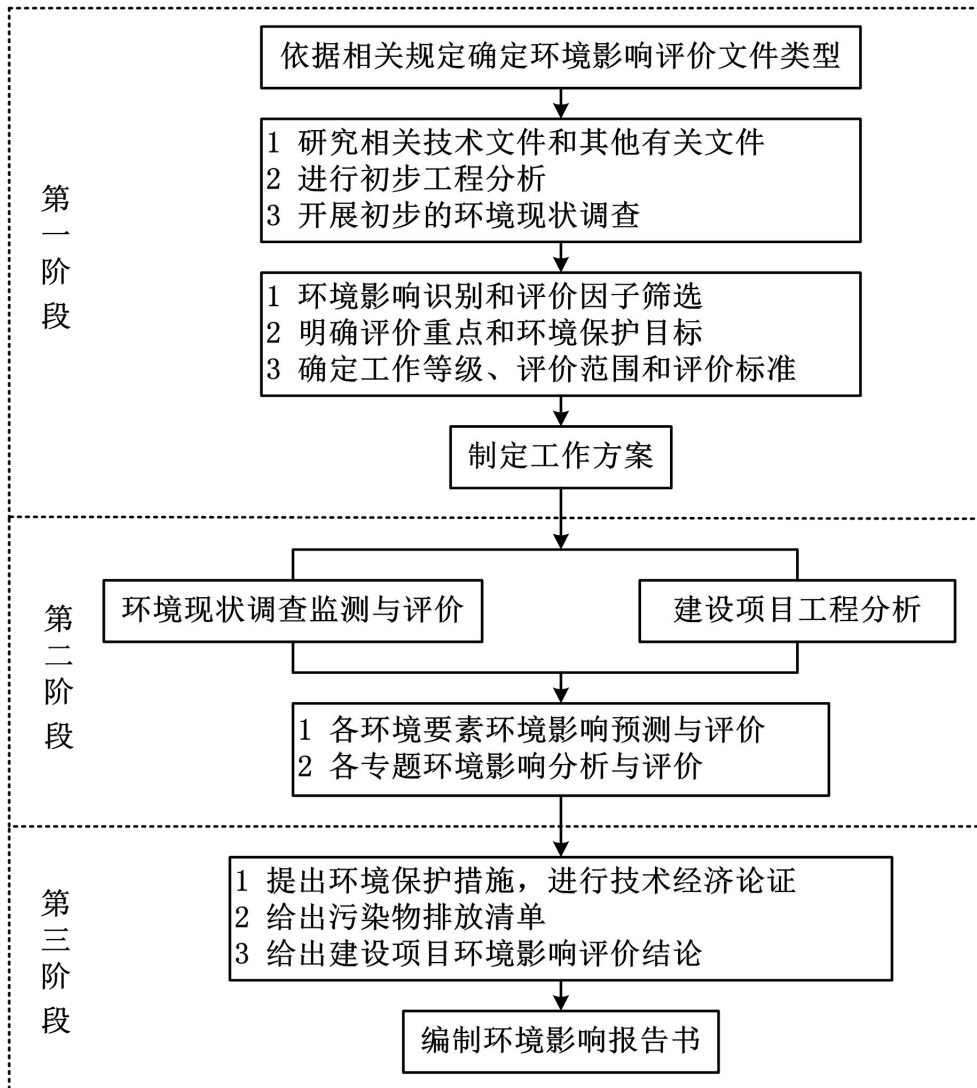 依据相关规定确定环境影响评价文件类型
1 研究相关技术文件和其他有关文件
2 进行初步工程分析
3 开展初步的环境现状调查
第一阶段
1 环境影响识别和评价因子筛选
2 明确评价重点和环境保护目标
3 确定工作等级、评价范围和评价标准
制定工作方案
第二阶段
环境现状调查监测与评价
建设项目工程分析
1 各环境要素环境影响预测与评价
2 各专题环境影响分析与评价
第三阶段
1 提出环境保护措施，进行技术经济论证
2 给出污染物排放清单
3 给出建设项目环境影响评价结论
编制环境影响报告书